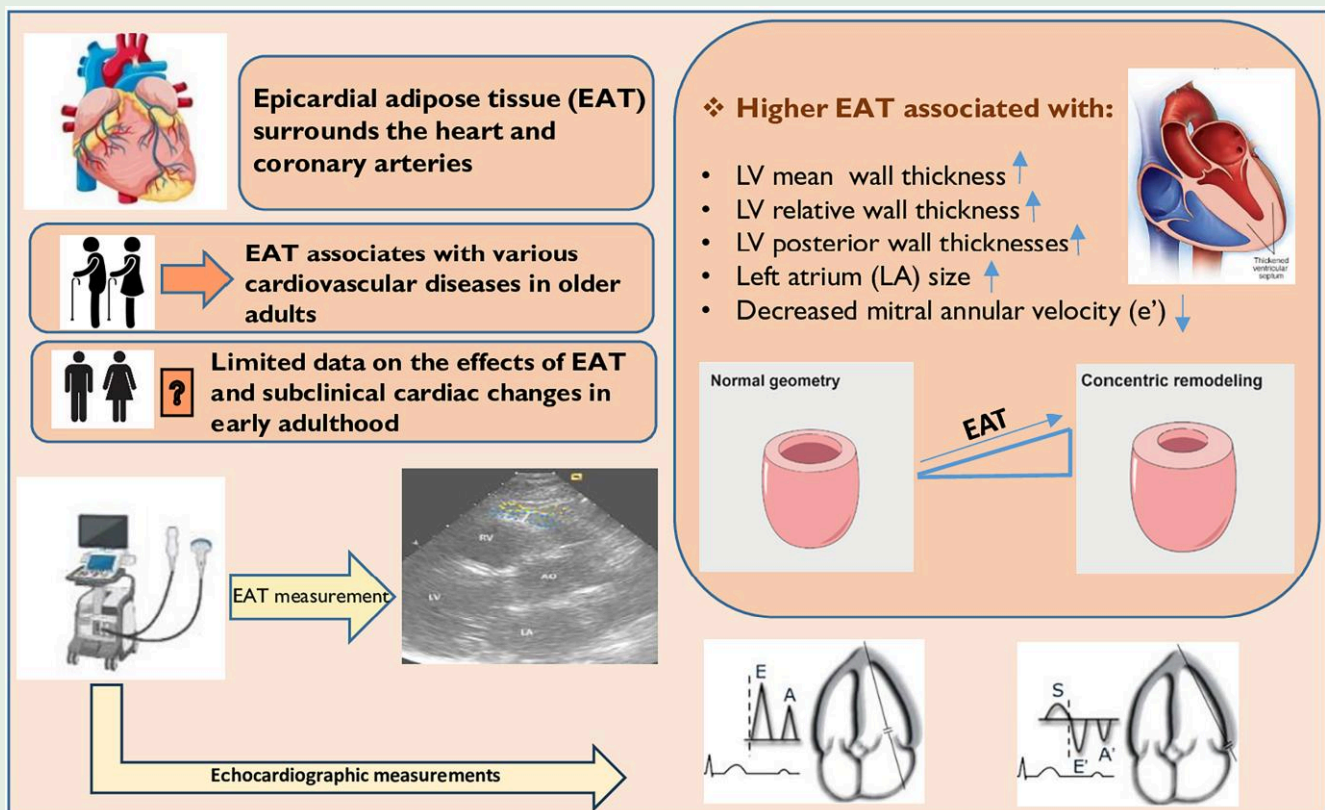 Epicardial adipose tissue (EAT)
surrounds the heart and
coronary arteries
EAT associates with various
cardiovascular diseases in older
adults
?
Limited data on the effects of EAT
and subclinical cardiac changes in
early adulthood
EAT measurement
RV
AO
LV
LA
Echocardiographic measurements
❖ Higher EAT associated with:
• LV mean wall thickness ↑
• LV relative wall thickness ↑
• LV posterior wall thicknesses ↑
• Left atrium (LA) size ↑
• Decreased mitral annular velocity (e’) ↓
Thickened
ventricular
septum
Normal geometry
EAT
Concentric remodeling
E
A
S
E'
A'